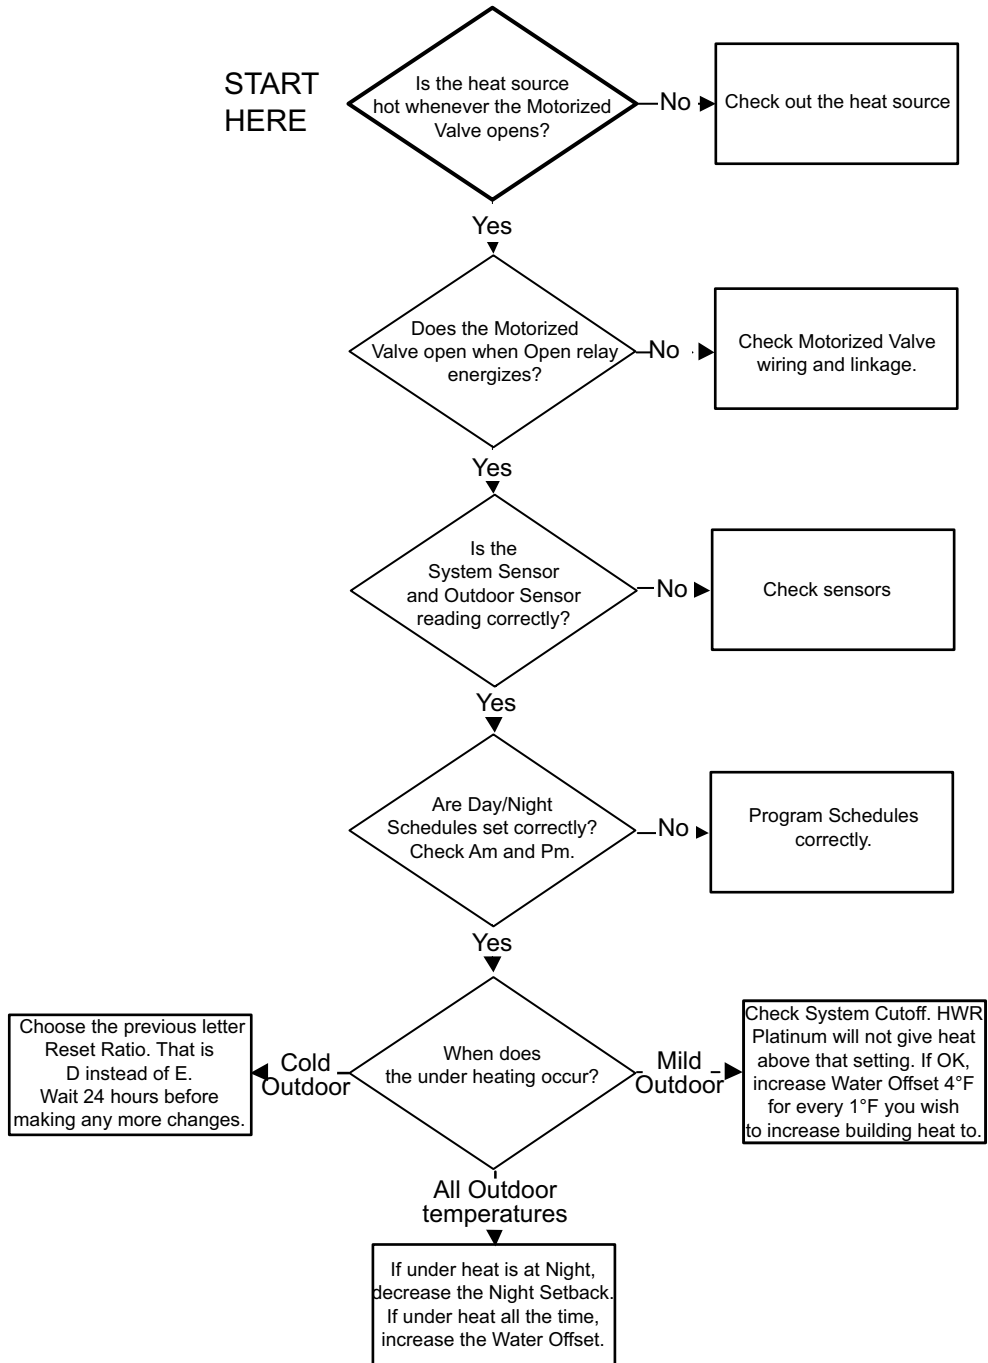 START
HERE
Is the heat source
hot whenever the Motorized
Valve opens?
No
Check out the heat source
Yes
Does the Motorized
Valve open when Open relay
energizes?
No
Check Motorized Valve
wiring and linkage.
Yes
Is the
System Sensor
and Outdoor Sensor
reading correctly?
No
Check sensors
Yes
Are Day/Night
Schedules set correctly?
Check Am and Pm.
No
Program Schedules
correctly.
Yes
When does
the under heating occur?
Cold
Outdoor
Choose the previous letter
Reset Ratio. That is
D instead of E.
Wait 24 hours before
making any more changes.
Mild
Outdoor
Check System Cutoff. HWR
Platinum will not give heat
above that setting. If OK,
increase Water Offset 4°F
for every 1°F you wish
to increase building heat to.
All Outdoor
temperatures
If under heat is at Night,
decrease the Night Setback.
If under heat all the time,
increase the Water Offset.